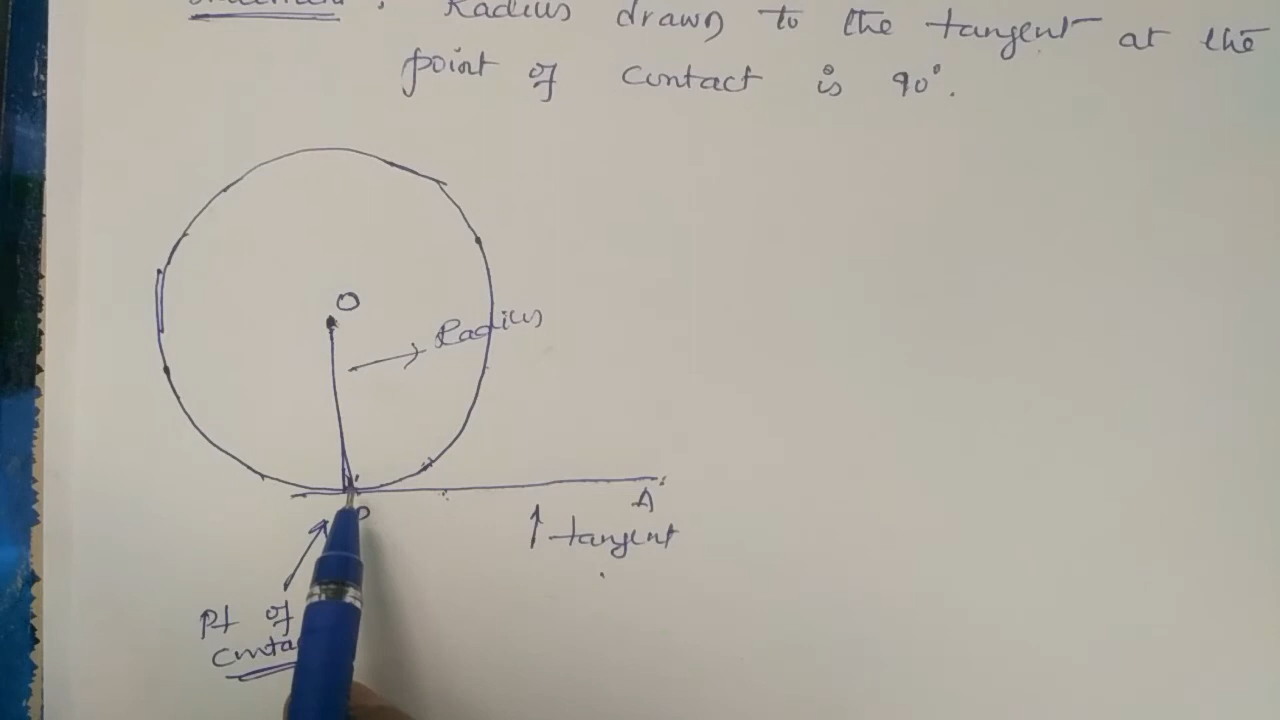 : Radius drawn to the tangent at the
point of contact is 90°.
O
Radius
A
tangent
Pt of